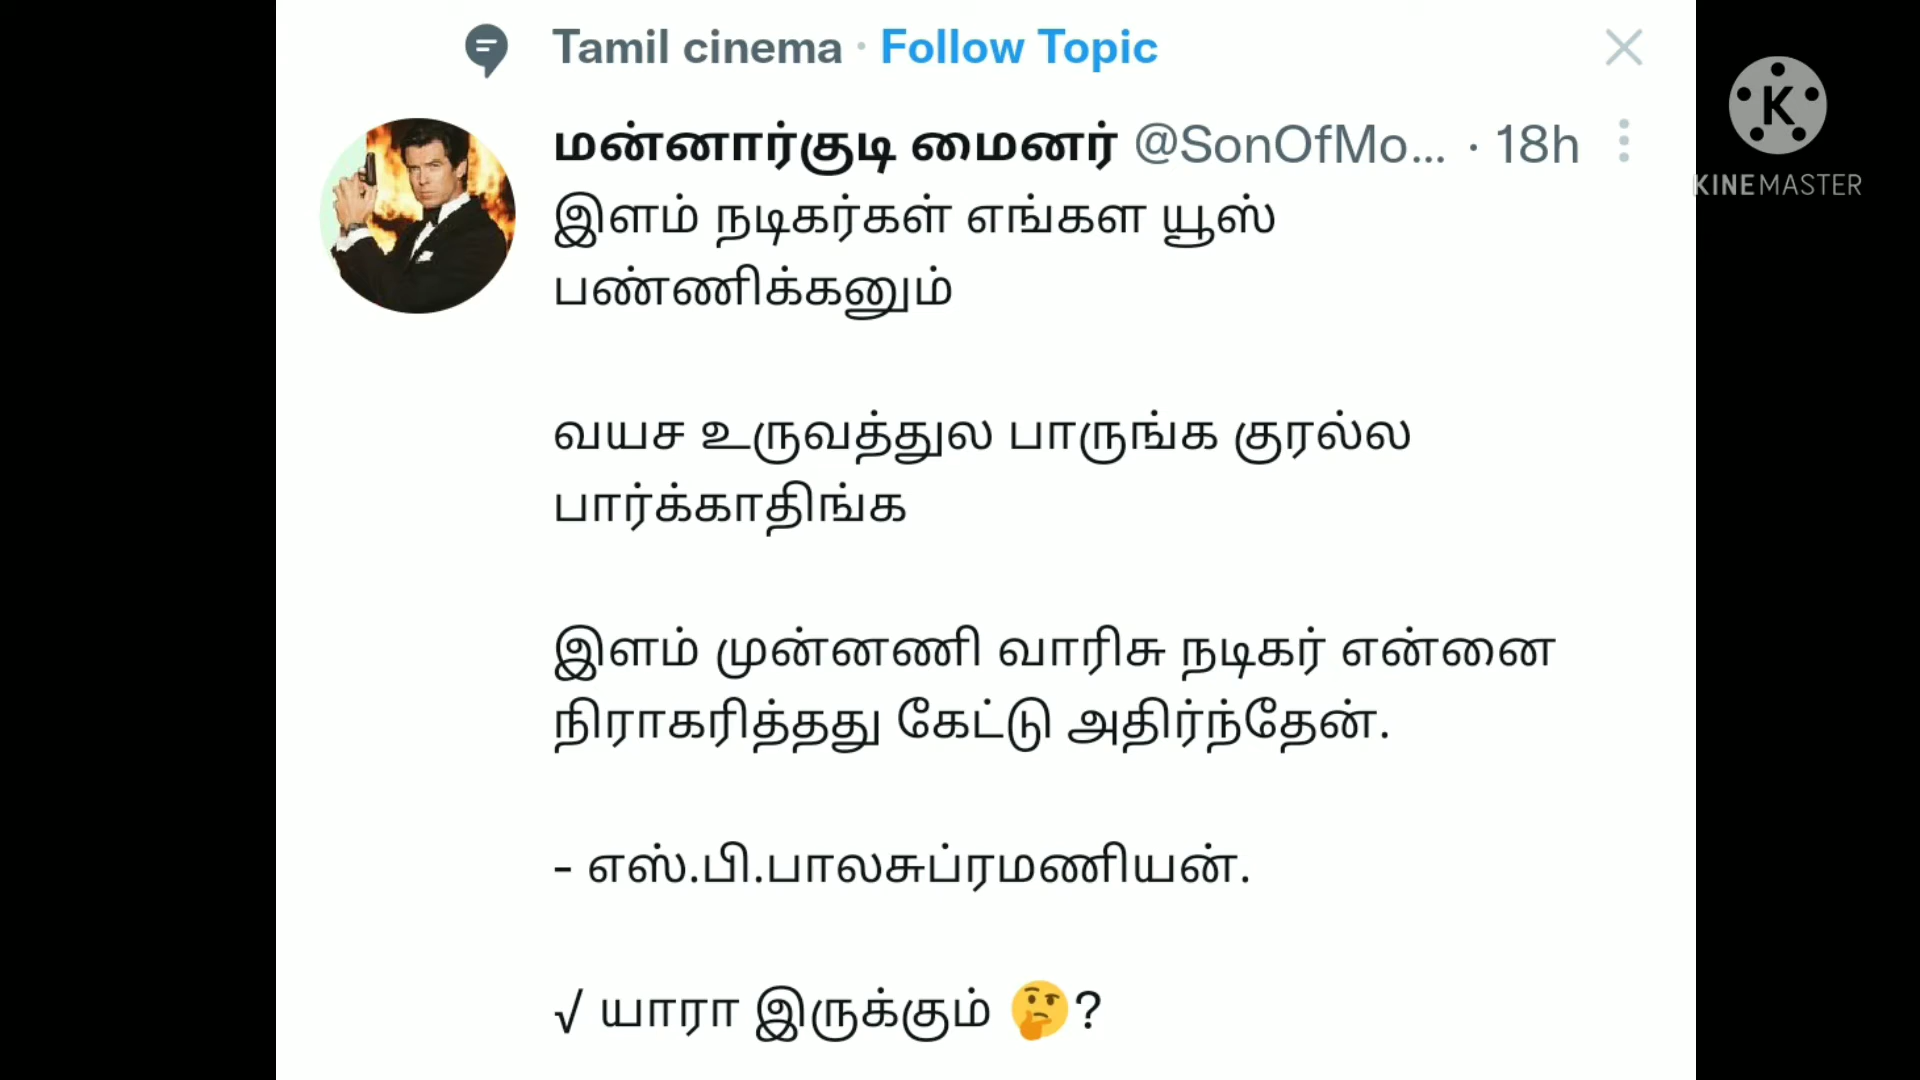 Tamil cinema · Follow Topic
மன்னார்குடி மைனர் @SonOfMo... · 18h
இளம் நடிகர்கள் எங்கள யூஸ்
பண்ணிக்கனும்
வயச உருவத்துல பாருங்க குரல்ல
பார்க்காதிங்க
இளம் முன்னணி வாரிசு நடிகர் என்னை
நிராகரித்தது கேட்டு அதிர்ந்தேன்.
- எஸ்.பி.பாலசுப்ரமணியன்.
√ யாரா இருக்கும் 🤔?
K
KINEMASTER